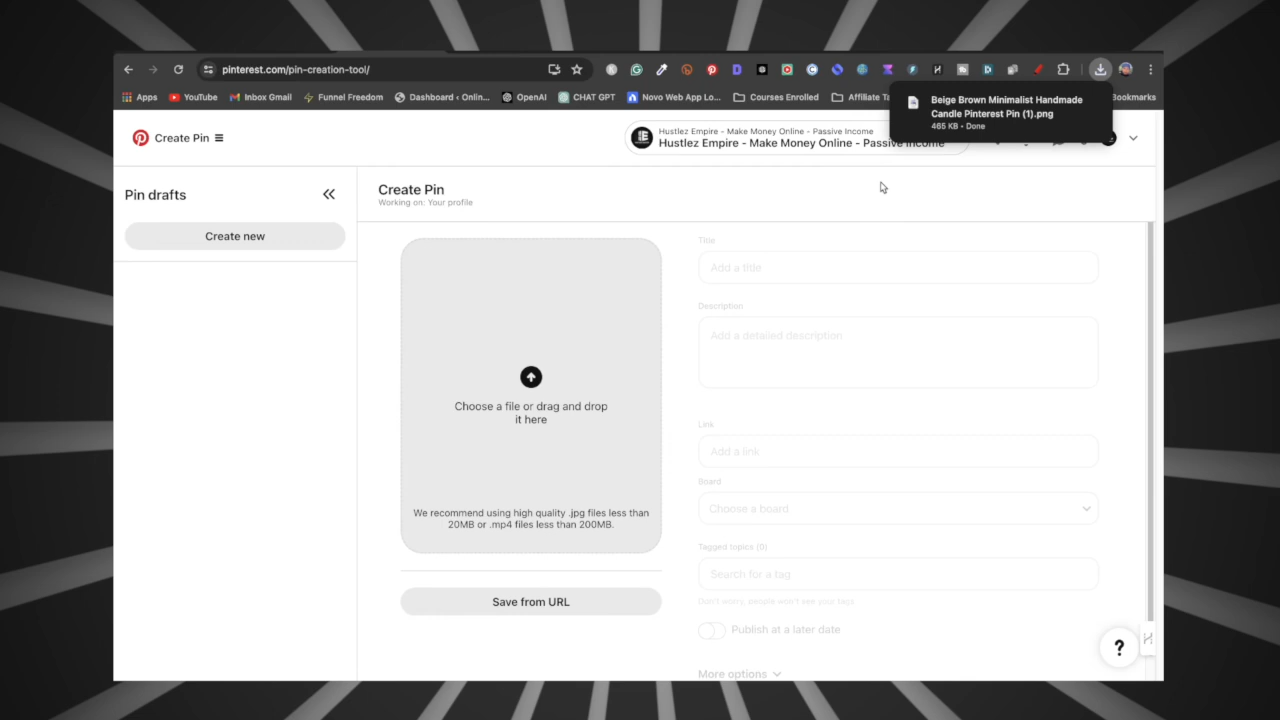 pinterest.com/pin-creation-tool/
Apps
YouTube
Inbox Gmail
Funnel Freedom
Dashboard ‹ Onlin...
OpenAI
CHAT GPT
Novo Web App Lo...
Courses Enrolled
Affiliate Ta
Bookmarks
Beige Brown Minimalist Handmade
Candle Pinterest Pin (1).png
465 KB • Done
Create Pin
Hustlez Empire - Make Money Online - Passive Income
Hustlez Empire - Make Money Online - Passive Income
Pin drafts
Create new
Create Pin
Working on: Your profile
Choose a file or drag and drop
it here
We recommend using high quality .jpg files less than
20MB or .mp4 files less than 200MB.
Save from URL
Title
Add a title
Description
Add a detailed description
Link
Add a link
Board
Choose a board
Tagged topics (0)
Search for a tag
Don't worry, people won't see your tags
Publish at a later date
More options
?